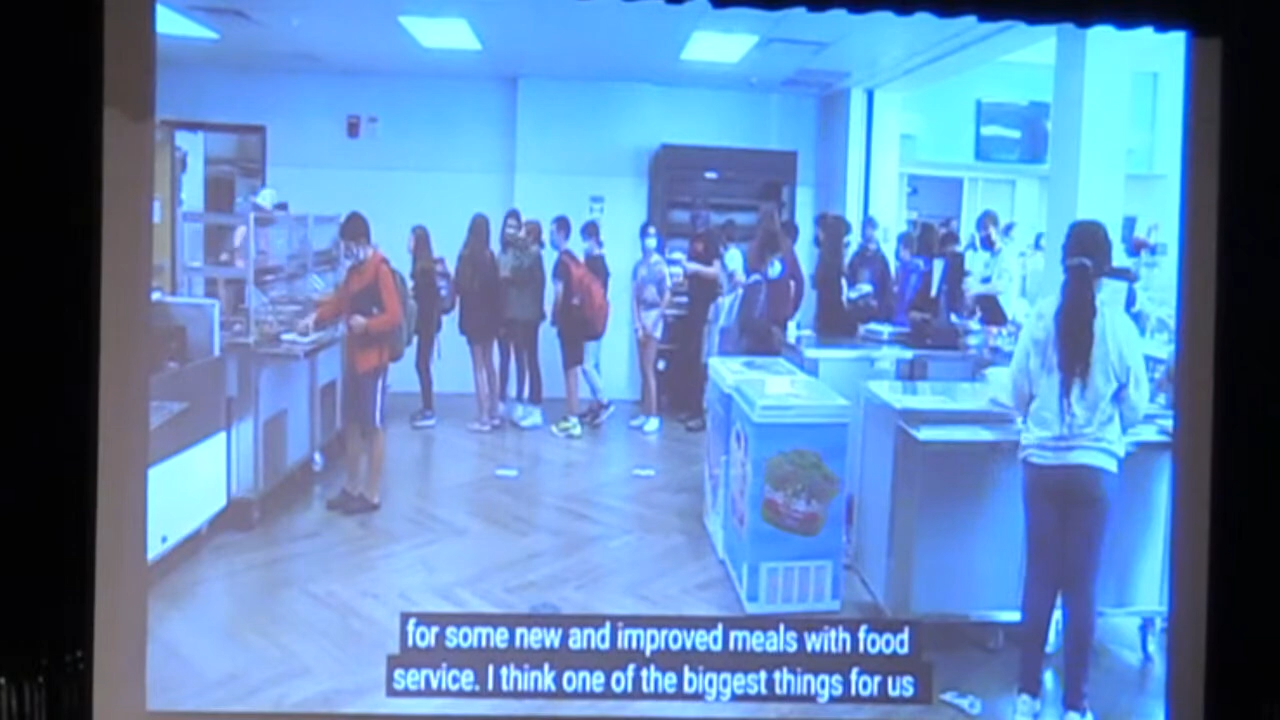 for some new and improved meals with food
service. I think one of the biggest things for us